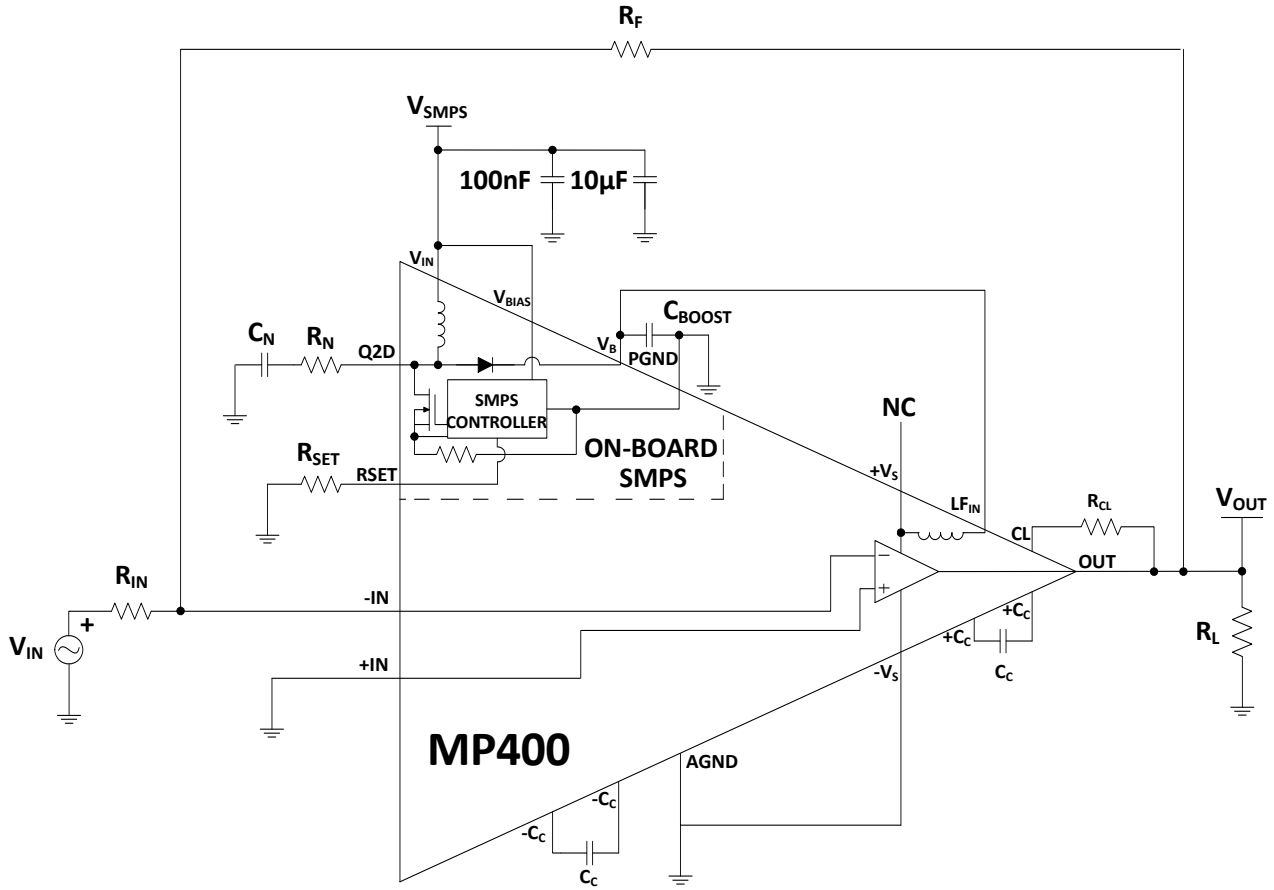 RF
VSMPS
100nF
10µF
VIN
VBIAS
CBOOST
CN
RN
Q2D
VB
PGND
SMPS
CONTROLLER
NC
RSET
RSET
ON-BOARD
SMPS
+VS
LFIN
CL
RCL
VOUT
RIN
-IN
−
+
OUT
VIN
+
+IN
+CC
+CC
CC
RL
-VS
MP400
AGND
-CC
-CC
CC